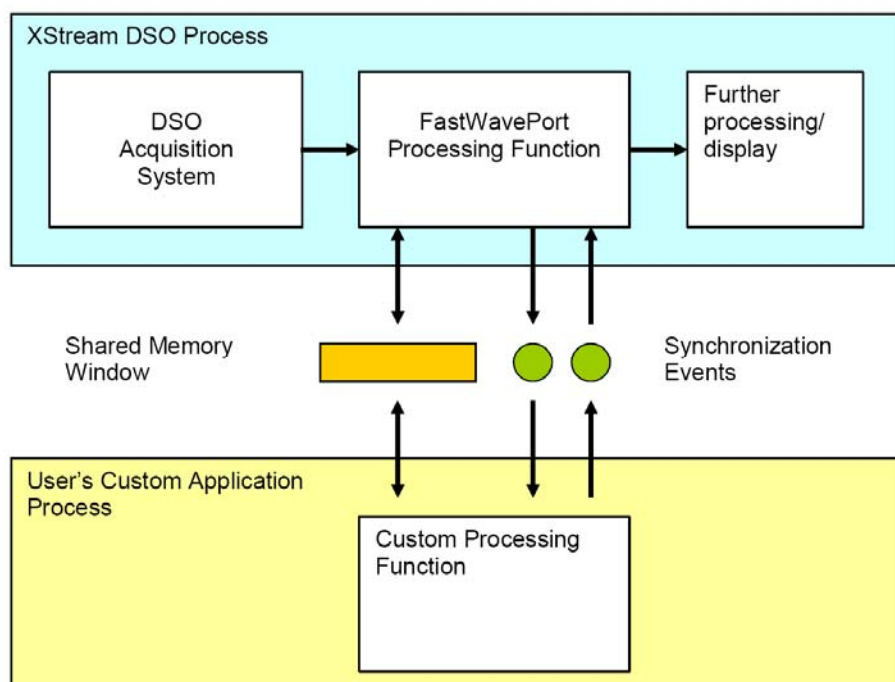 XStream DSO Process
DSO
Acquisition
System
FastWavePort
Processing Function
Further
processing/
display
Shared Memory
Window
Synchronization
Events
User's Custom Application
Process
Custom Processing
Function